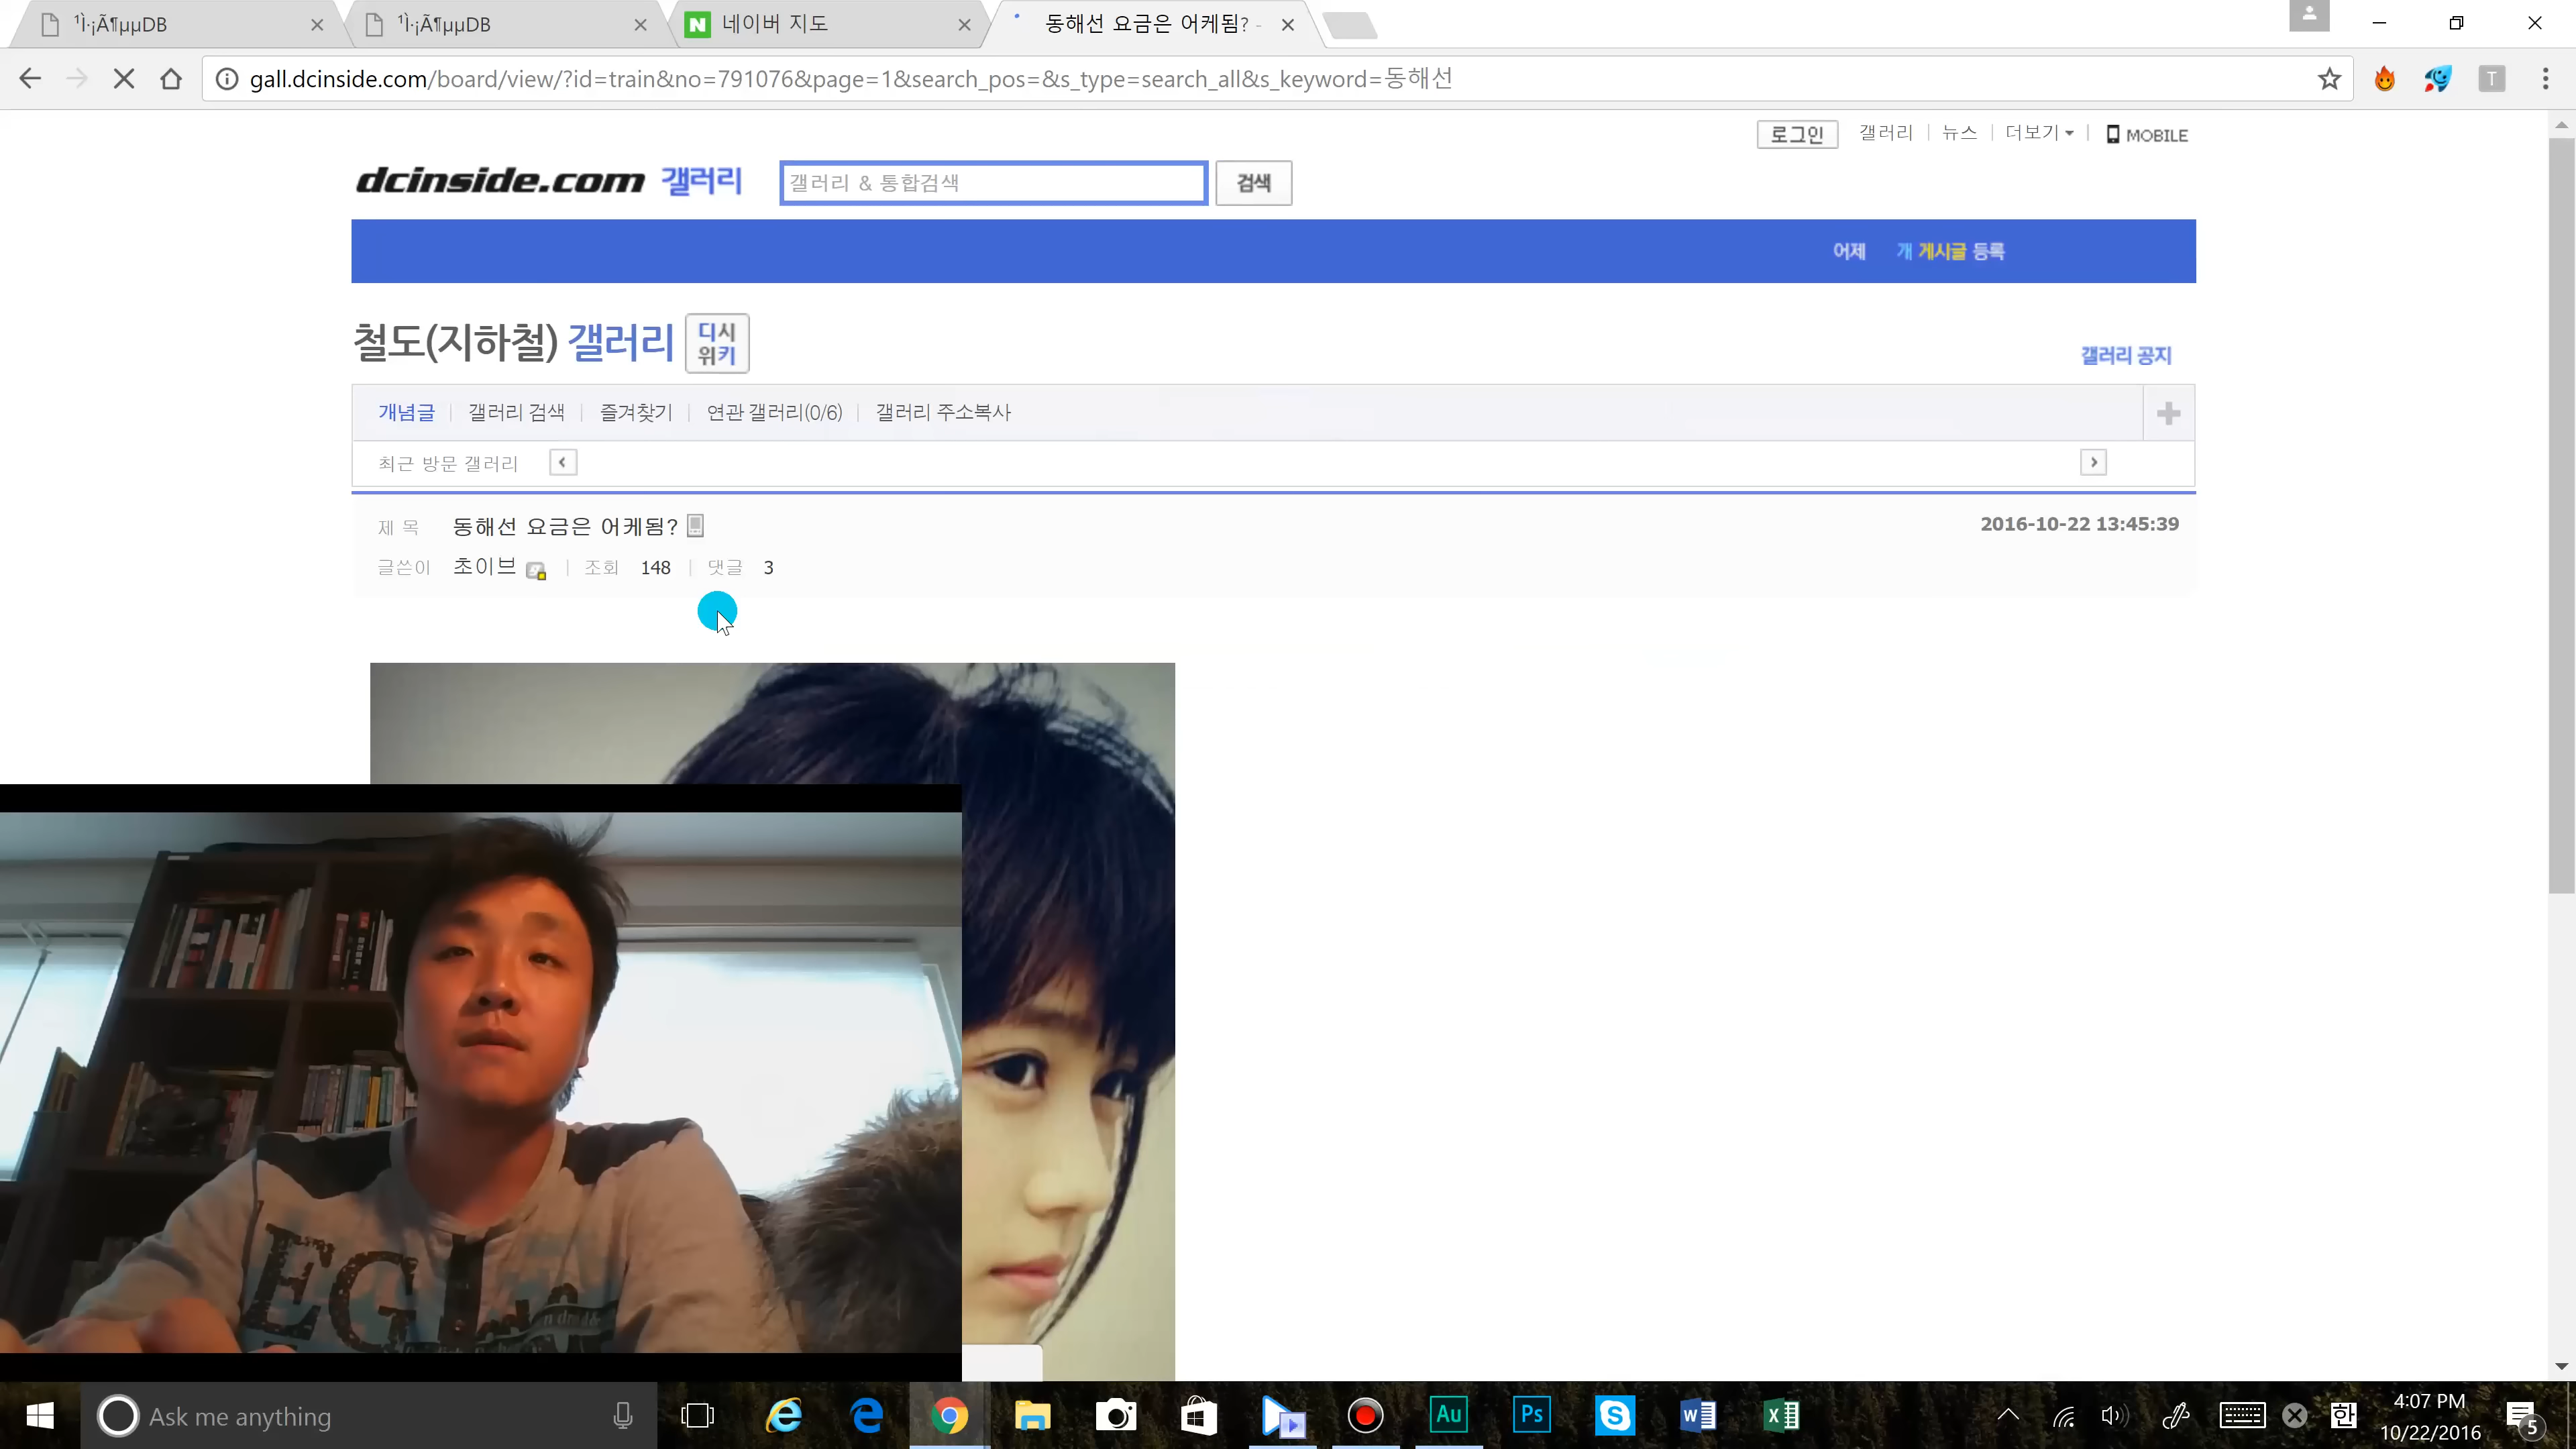 ¹Ì·¡Ã¶µµDB
¹Ì·¡Ã¶µµDB
네이버 지도
동해선 요금은 어케됨? -
gall.dcinside.com/board/view/?id=train&no=791076&page=1&search_pos=&s_type=search_all&s_keyword=동해선
T
로그인 갤러리 뉴스 더보기 MOBILE
dcinside.com 갤러리 갤러리 & 통합검색 검색
어제 개 게시글 등록
철도(지하철) 갤러리 디시
위키
갤러리 공지
개념글 갤러리 검색 즐겨찾기 연관 갤러리(0/6) 갤러리 주소복사
최근 방문 갤러리
제 목 동해선 요금은 어케됨? 2016-10-22 13:45:39
글쓴이 초이브 조회 148 댓글 3
Ask me anything
Au
Ps
한
4:07 PM
10/22/2016
5